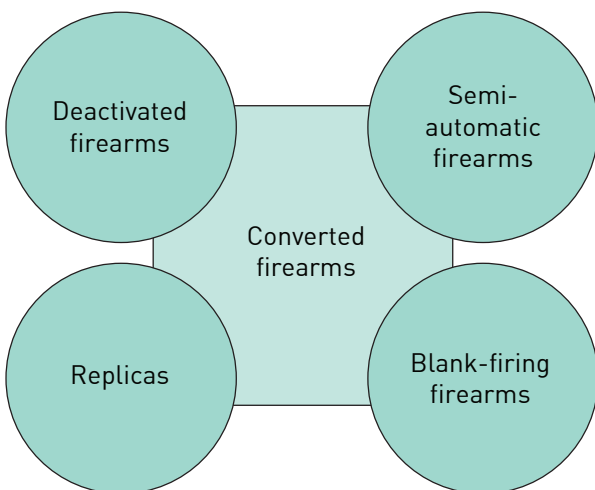 Deactivated
firearms
Semi-
automatic
firearms
Converted
firearms
Replicas
Blank-firing
firearms